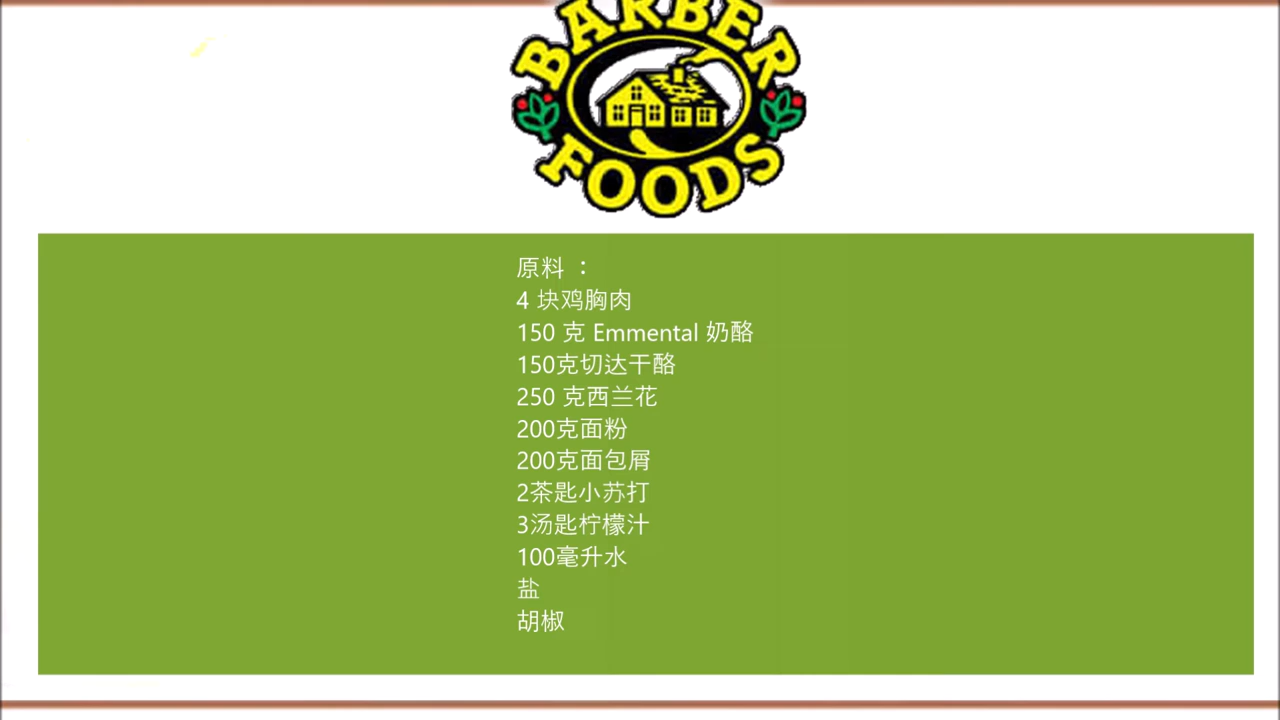 BARBER
FOODS
原料 ：
4 块鸡胸肉
150 克 Emmental 奶酪
150克切达干酪
250 克西兰花
200克面粉
200克面包屑
2茶匙小苏打
3汤匙柠檬汁
100毫升水
盐
胡椒